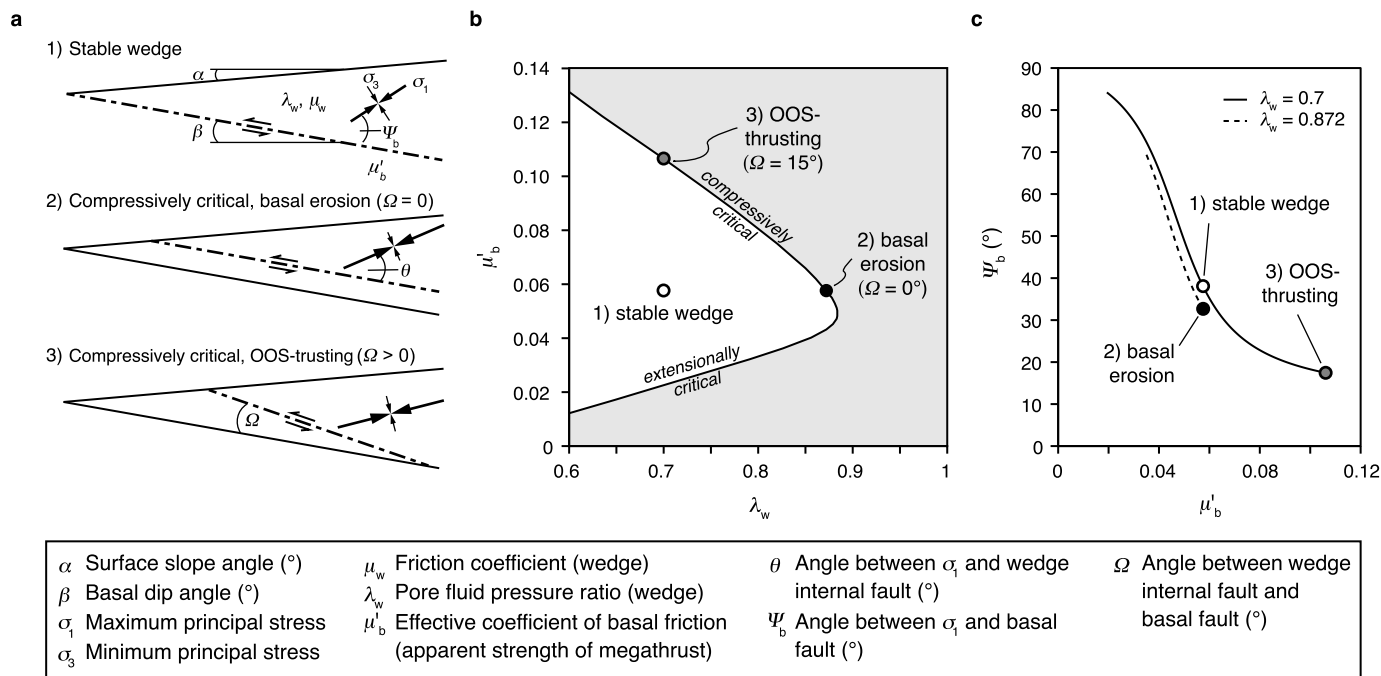 a
1) Stable wedge
α
σ3
σ1
λw, μw
β
Ψb
μ'b
2) Compressively critical, basal erosion (Ω = 0)
θ
3) Compressively critical, OOS-trusting (Ω > 0)
Ω
b
0.14
0.12
0.10
0.08
0.06
0.04
0.02
0
μ'b
3) OOS-
thrusting
(Ω = 15°)
compressively
critical
2) basal
erosion
(Ω = 0°)
1) stable wedge
extensionally
critical
0.6
0.7
0.8
0.9
1
λw
c
90
80
70
60
50
40
30
20
10
0
Ψb (°)
λw = 0.7
λw = 0.872
1) stable wedge
3) OOS-
thrusting
2) basal
erosion
0
0.04
0.08
0.12
μ'b
α Surface slope angle (°)
β Basal dip angle (°)
σ1 Maximum principal stress
σ3 Minimum principal stress
μw Friction coefficient (wedge)
λw Pore fluid pressure ratio (wedge)
μ'b Effective coefficient of basal friction
(apparent strength of megathrust)
θ Angle between σ1 and wedge
internal fault (°)
Ψb Angle between σ1 and basal
fault (°)
Ω Angle between wedge
internal fault and
basal fault (°)